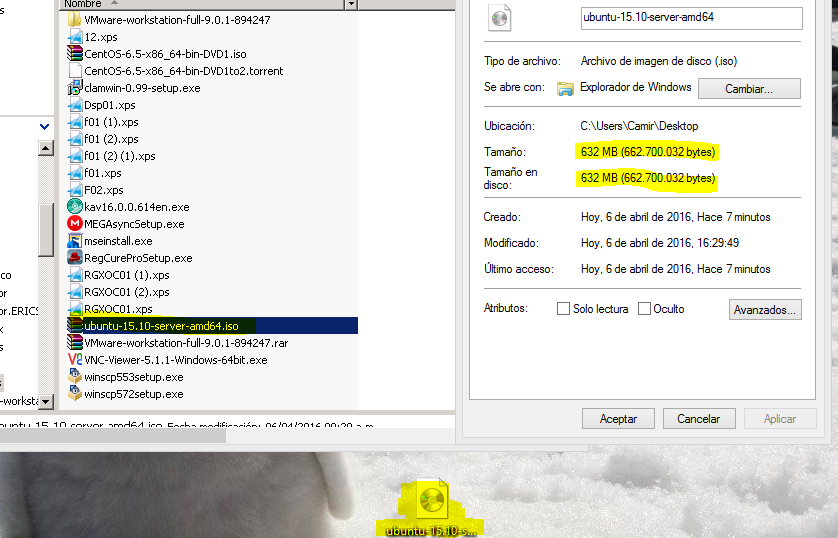 Nombre
VMware-workstation-full-9.0.1-894247
12.xps
CentOS-6.5-x86_64-bin-DVD1.iso
CentOS-6.5-x86_64-bin-DVD1to2.torrent
clamwin-0.99-setup.exe
Dsp01.xps
f01 (1).xps
f01 (2).xps
f01 (2) (1).xps
f01.xps
F02.xps
kav16.0.0.614en.exe
MEGAsyncSetup.exe
mseinstall.exe
RegCureProSetup.exe
RGXOC01 (1).xps
RGXOC01 (2).xps
RGXOC01.xps
ubuntu-15.10-server-amd64.iso
VMware-workstation-full-9.0.1-894247.rar
VNC-Viewer-5.1.1-Windows-64bit.exe
winscp553setup.exe
winscp572setup.exe
co
or
or.ERICS
x
s
s
-worksta
ubuntu-15.10-server-amd64.iso Fecha modificación: 06/04/2016 09:20 a.m.
ubuntu-15.10-server-amd64
Tipo de archivo: Archivo de imagen de disco (.iso)
Se abre con: Explorador de Windows Cambiar...
Ubicación: C:\Users\Camir\Desktop
Tamaño: 632 MB (662.700.032 bytes)
Tamaño en
disco: 632 MB (662.700.032 bytes)
Creado: Hoy, 6 de abril de 2016, Hace 7 minutos
Modificado: Hoy, 6 de abril de 2016, 16:29:49
Último acceso: Hoy, 6 de abril de 2016, Hace 7 minutos
Atributos: Solo lectura Oculto Avanzados...
Aceptar Cancelar Aplicar
ubuntu-15.10-s...